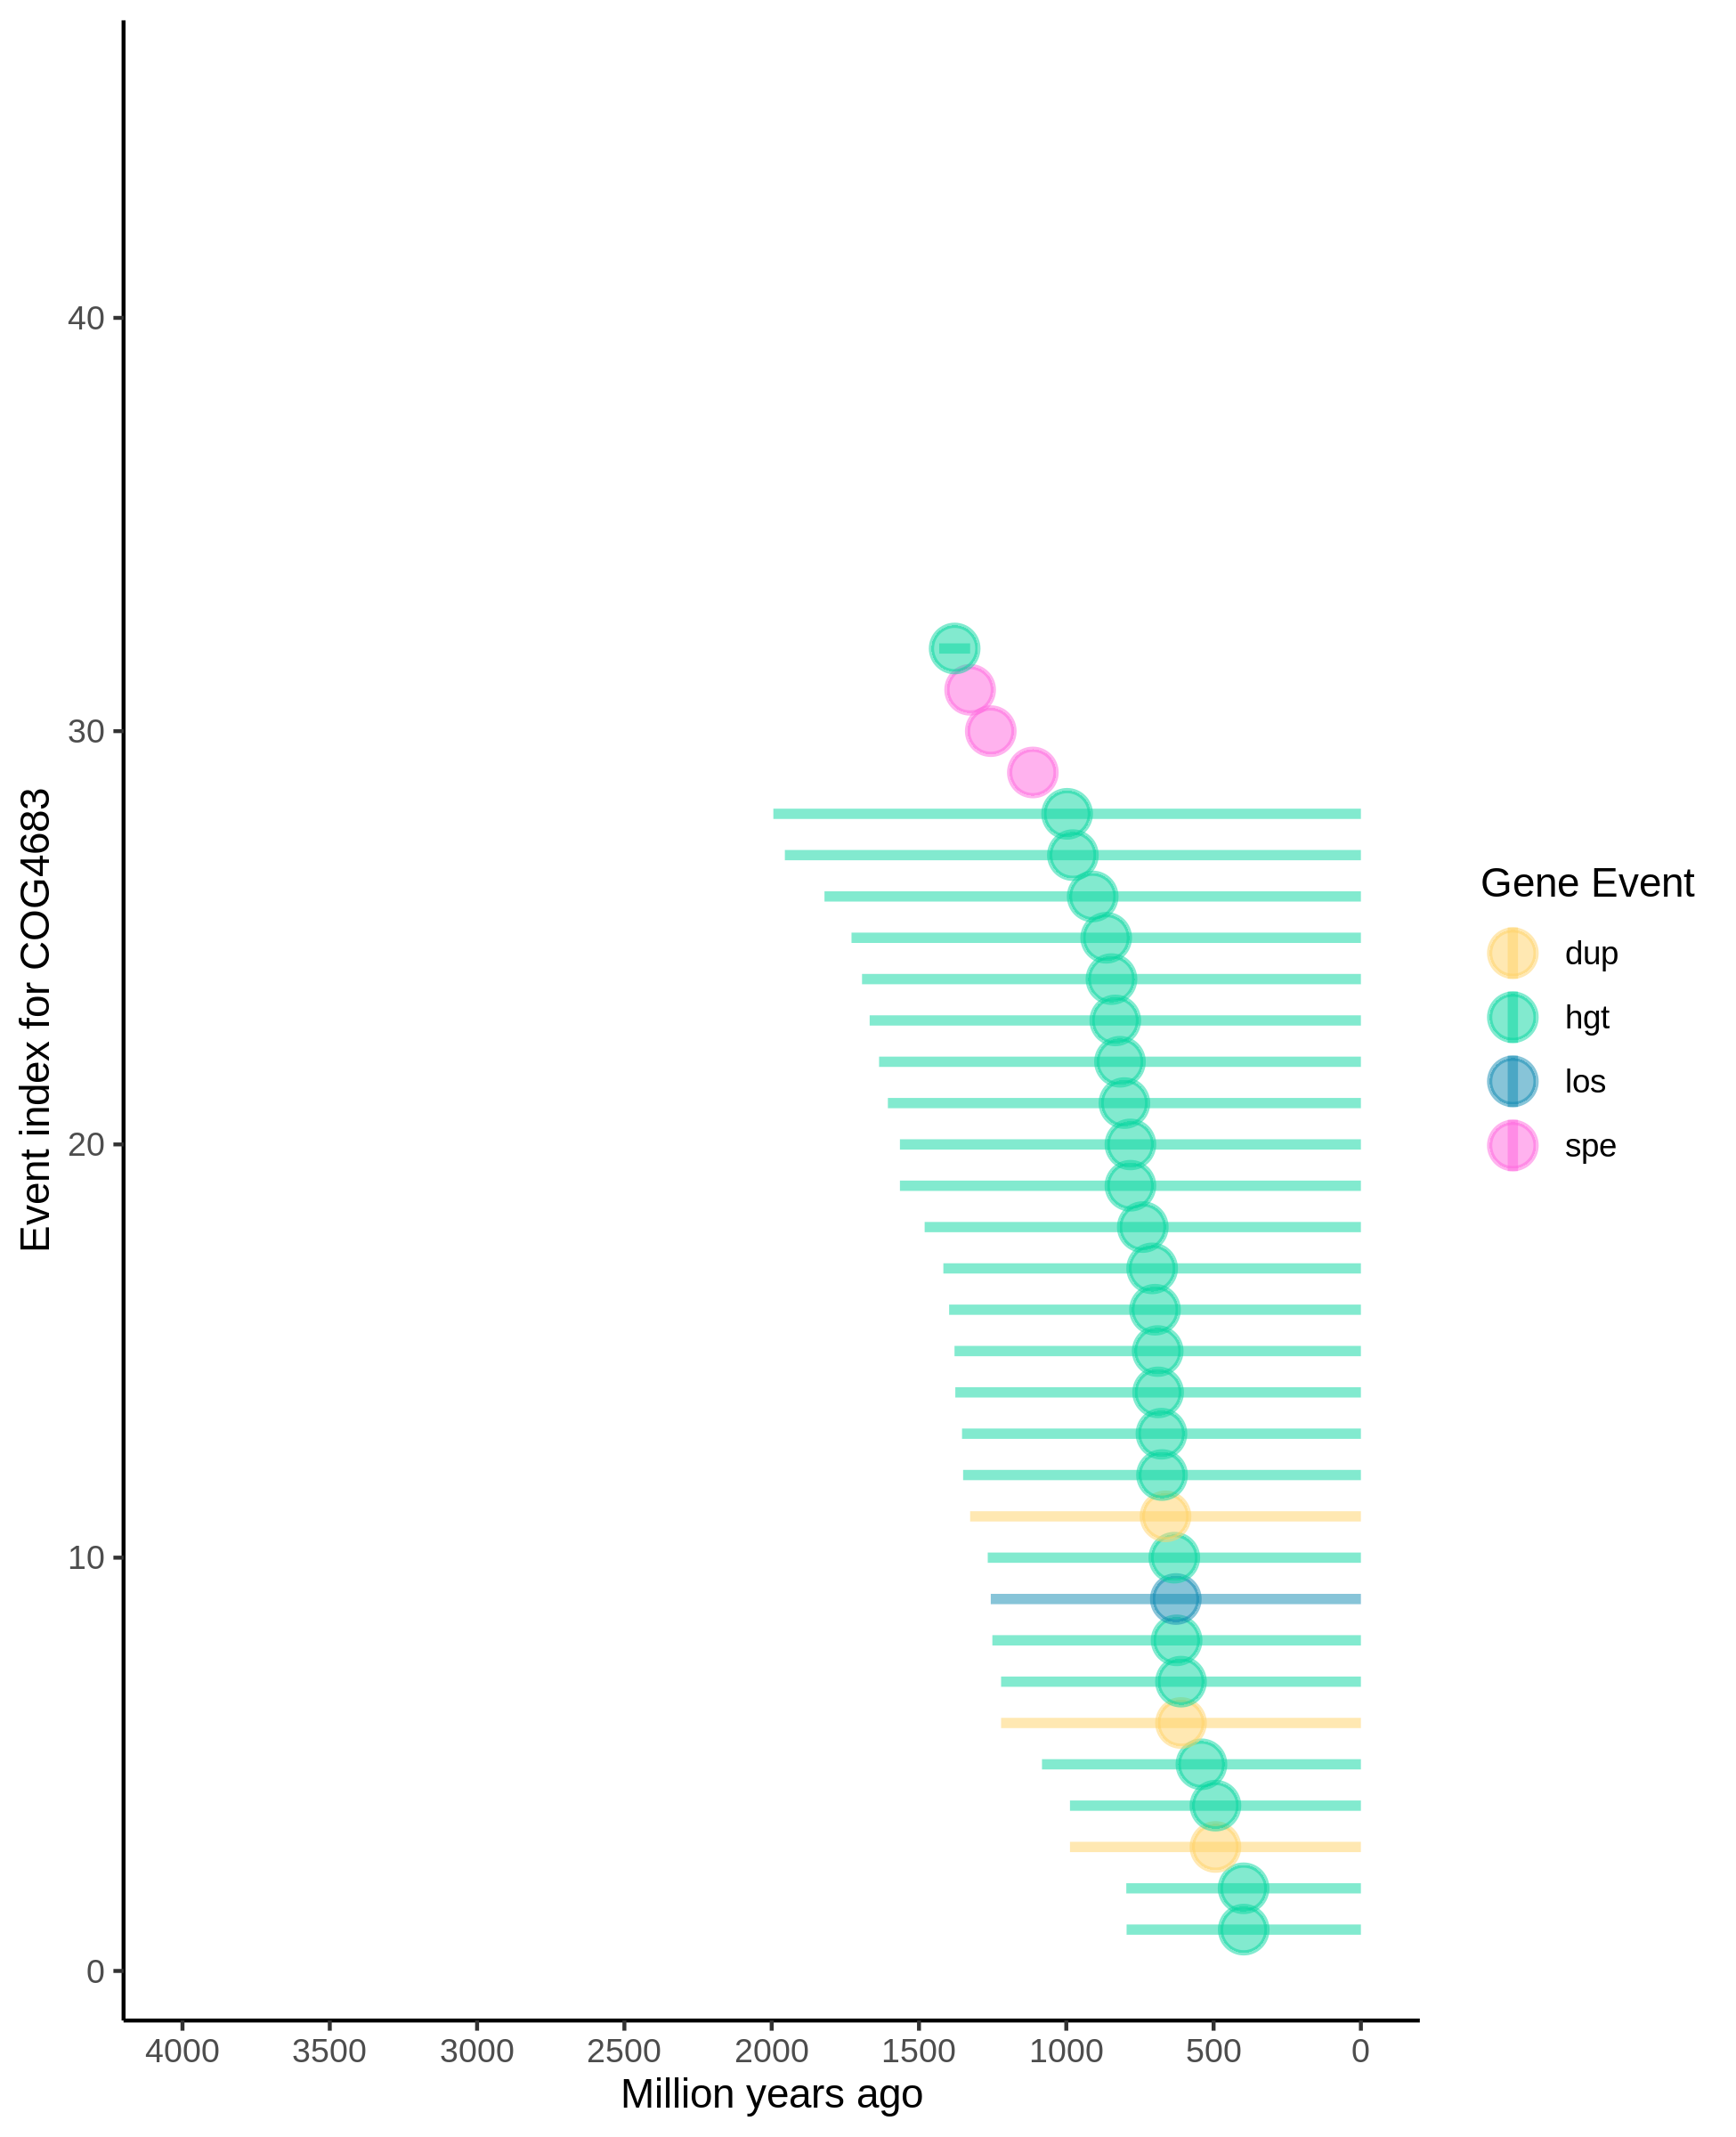 40
30
20
10
0
Event index for COG4683
4000 3500 3000 2500 2000 1500 1000 500 0
Million years ago
Gene Event
dup
hgt
los
spe